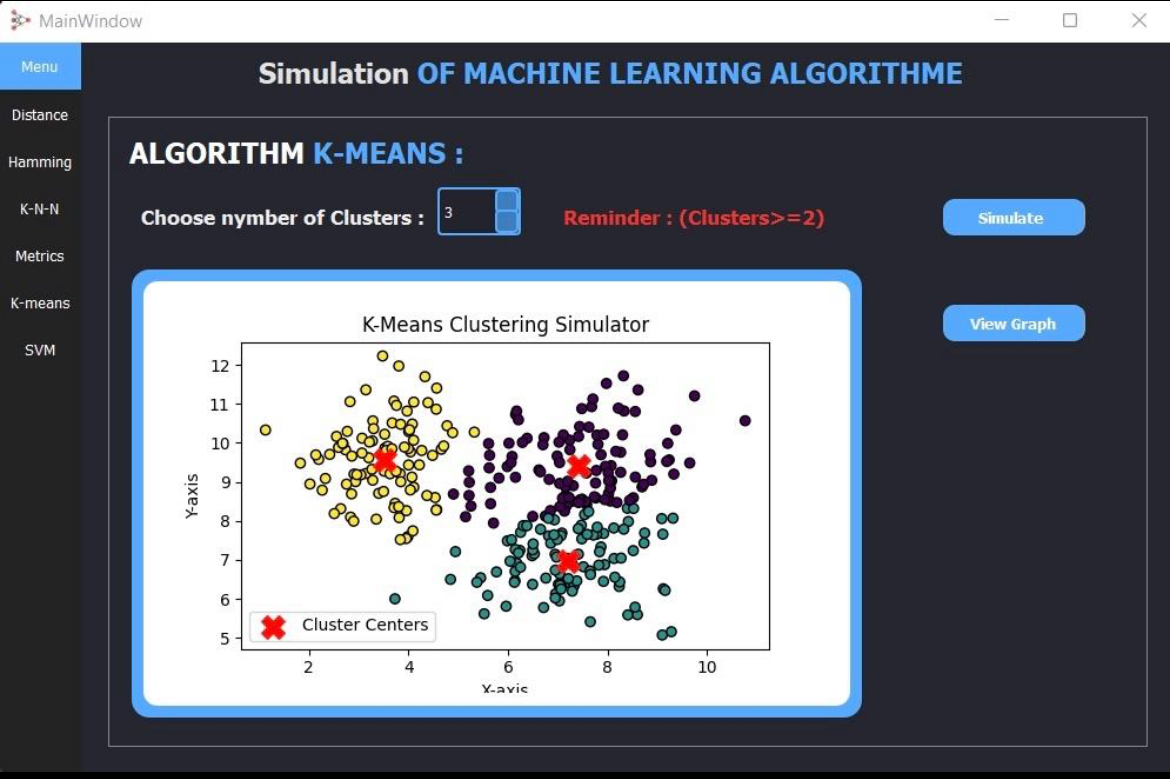 MainWindow
Menu
Distance
Hamming
K-N-N
Metrics
K-means
SVM
Simulation OF MACHINE LEARNING ALGORITHME
ALGORITHM K-MEANS :
Choose nymber of Clusters : 3
Reminder : (Clusters>=2)
Simulate
View Graph
K-Means Clustering Simulator
12
11
10
9
8
7
6
5
Y-axis
Cluster Centers
2 4 6 8 10
X-axis